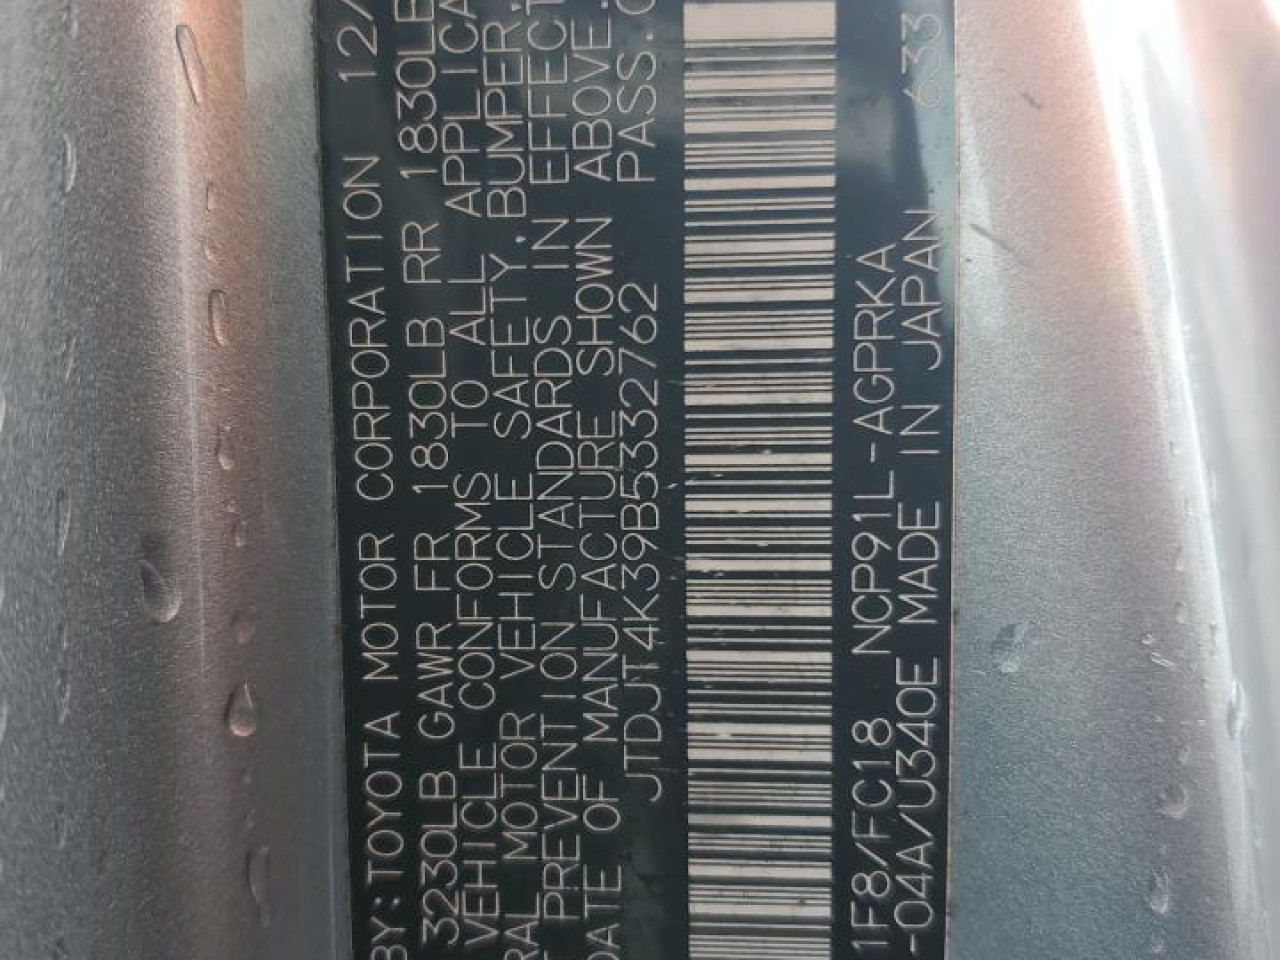 BY:TOYOTA MOTOR CORPORATION 12/
3230LB GAWR FR 1830LB RR 1830LB
VEHICLE CONFORMS TO ALL APPLICA
RAL MOTOR VEHICLE SAFETY, BUMPER,
T PREVENTION STANDARDS IN EFFECT
DATE OF MANUFACTURE SHOWN ABOVE.
JTDJT4K39B5332762 PASS.C
1F8/FC18 NCP91L-AGPRKA
-04A/U340E MADE IN JAPAN 633